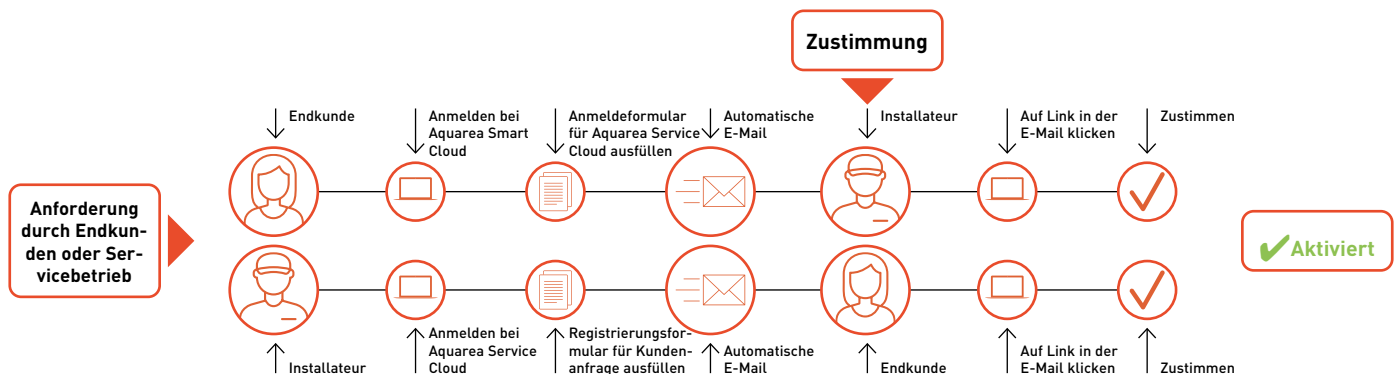 Zustimmung
Endkunde
Anmelden bei
Aquarea Smart
Cloud
Anmeldeformular
für Aquarea Service
Cloud ausfüllen
Automatische
E-Mail
Installateur
Auf Link in der
E-Mail klicken
Zustimmen
Anforderung
durch Endkun-
den oder Ser-
vicebetrieb
Aktiviert
Installateur
Anmelden bei
Aquarea Service
Cloud
Registrierungsfor-
mular für Kunden-
anfrage ausfüllen
Automatische
E-Mail
Endkunde
Auf Link in der
E-Mail klicken
Zustimmen